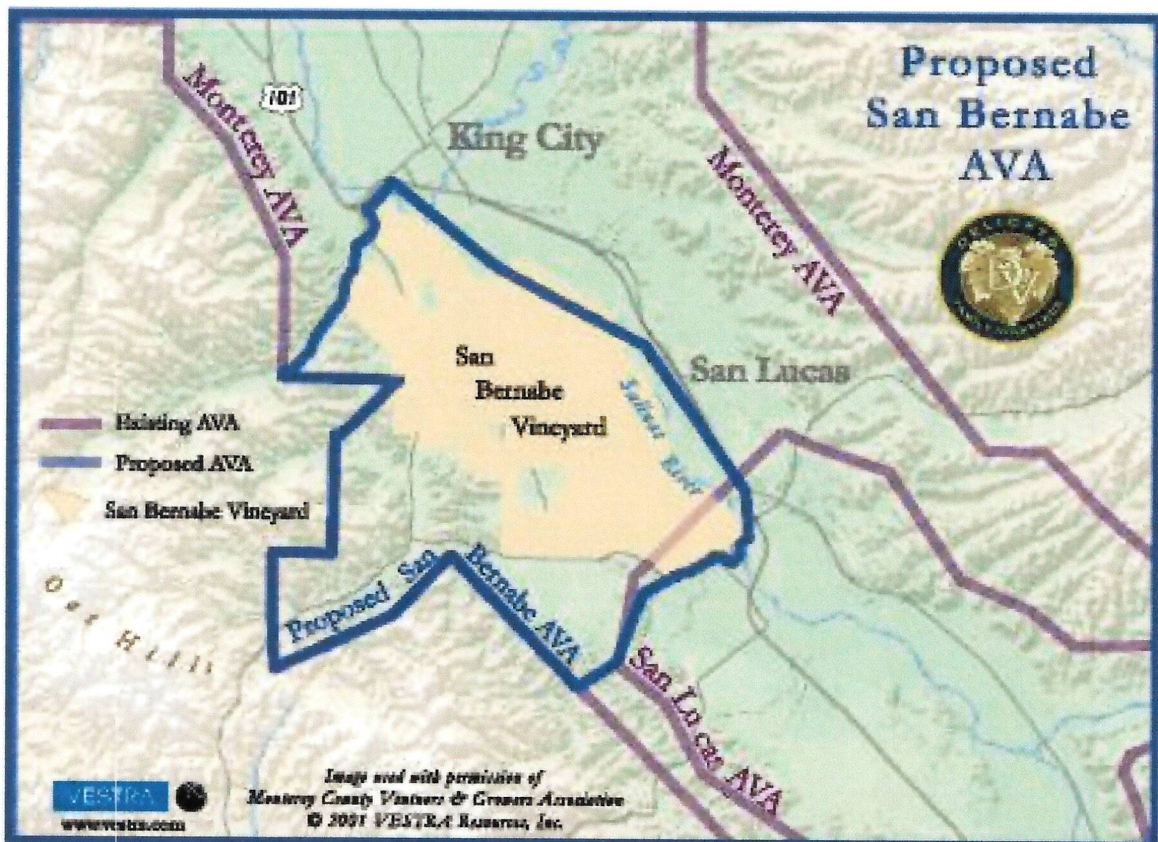 Proposed
San Bernabe
AVA
101
Monterey AVA
King City
Monterey AVA
San
Bernabe
Vineyard
San Lucas
Salinas River
Existing AVA
Proposed AVA
San Bernabe Vineyard
Proposed San Bernabe AVA
San Lucas AVA
Hills
VESTRA
www.vestra.com
Image used with permission of
Monterey County Vintners & Growers Association
© 2001 VESTRA Resources, Inc.